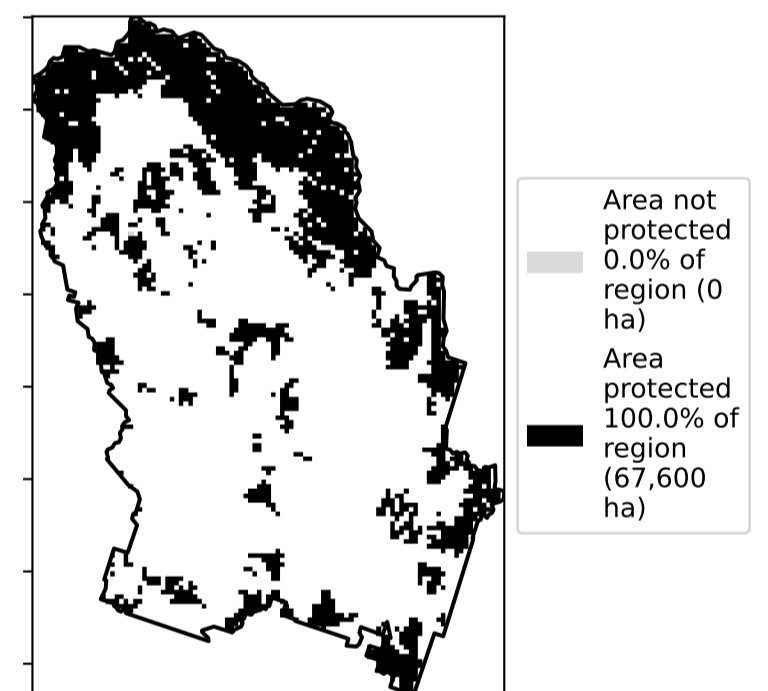 Area not
protected
0.0% of
region (0
ha)
Area
protected
100.0% of
region
(67,600
ha)